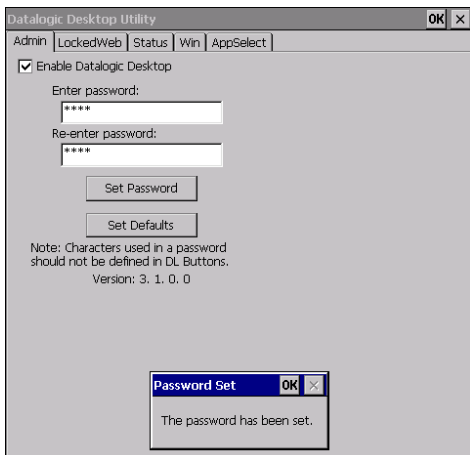 Datalogic Desktop Utility OK ×
Admin LockedWeb Status Win AppSelect
Enable Datalogic Desktop
Enter password:
****
Re-enter password:
****
Set Password
Set Defaults
Note: Characters used in a password
should not be defined in DL Buttons.
Version: 3. 1. 0. 0
Password Set OK ×
The password has been set.